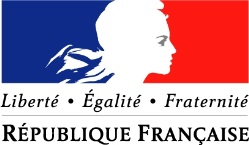 Liberté • Égalité • Fraternité
RÉPUBLIQUE FRANÇAISE